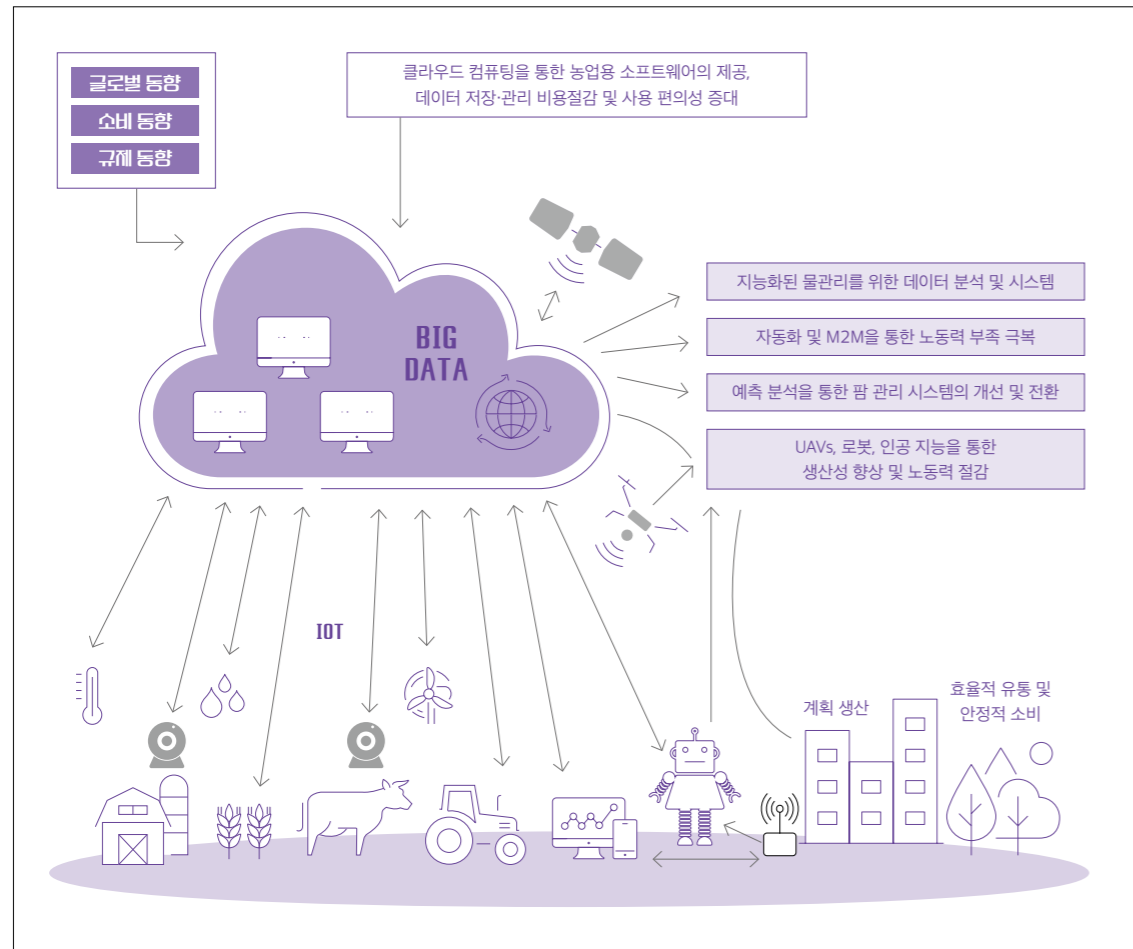 글로벌 동향
소비 동향
규제 동향
클라우드 컴퓨팅을 통한 농업용 소프트웨어의 제공,
데이터 저장·관리 비용절감 및 사용 편의성 증대
BIG
DATA
지능화된 물관리를 위한 데이터 분석 및 시스템
자동화 및 M2M을 통한 노동력 부족 극복
예측 분석을 통한 팜 관리 시스템의 개선 및 전환
UAVs, 로봇, 인공 지능을 통한
생산성 향상 및 노동력 절감
IOT
계획 생산
효율적 유통 및
안정적 소비